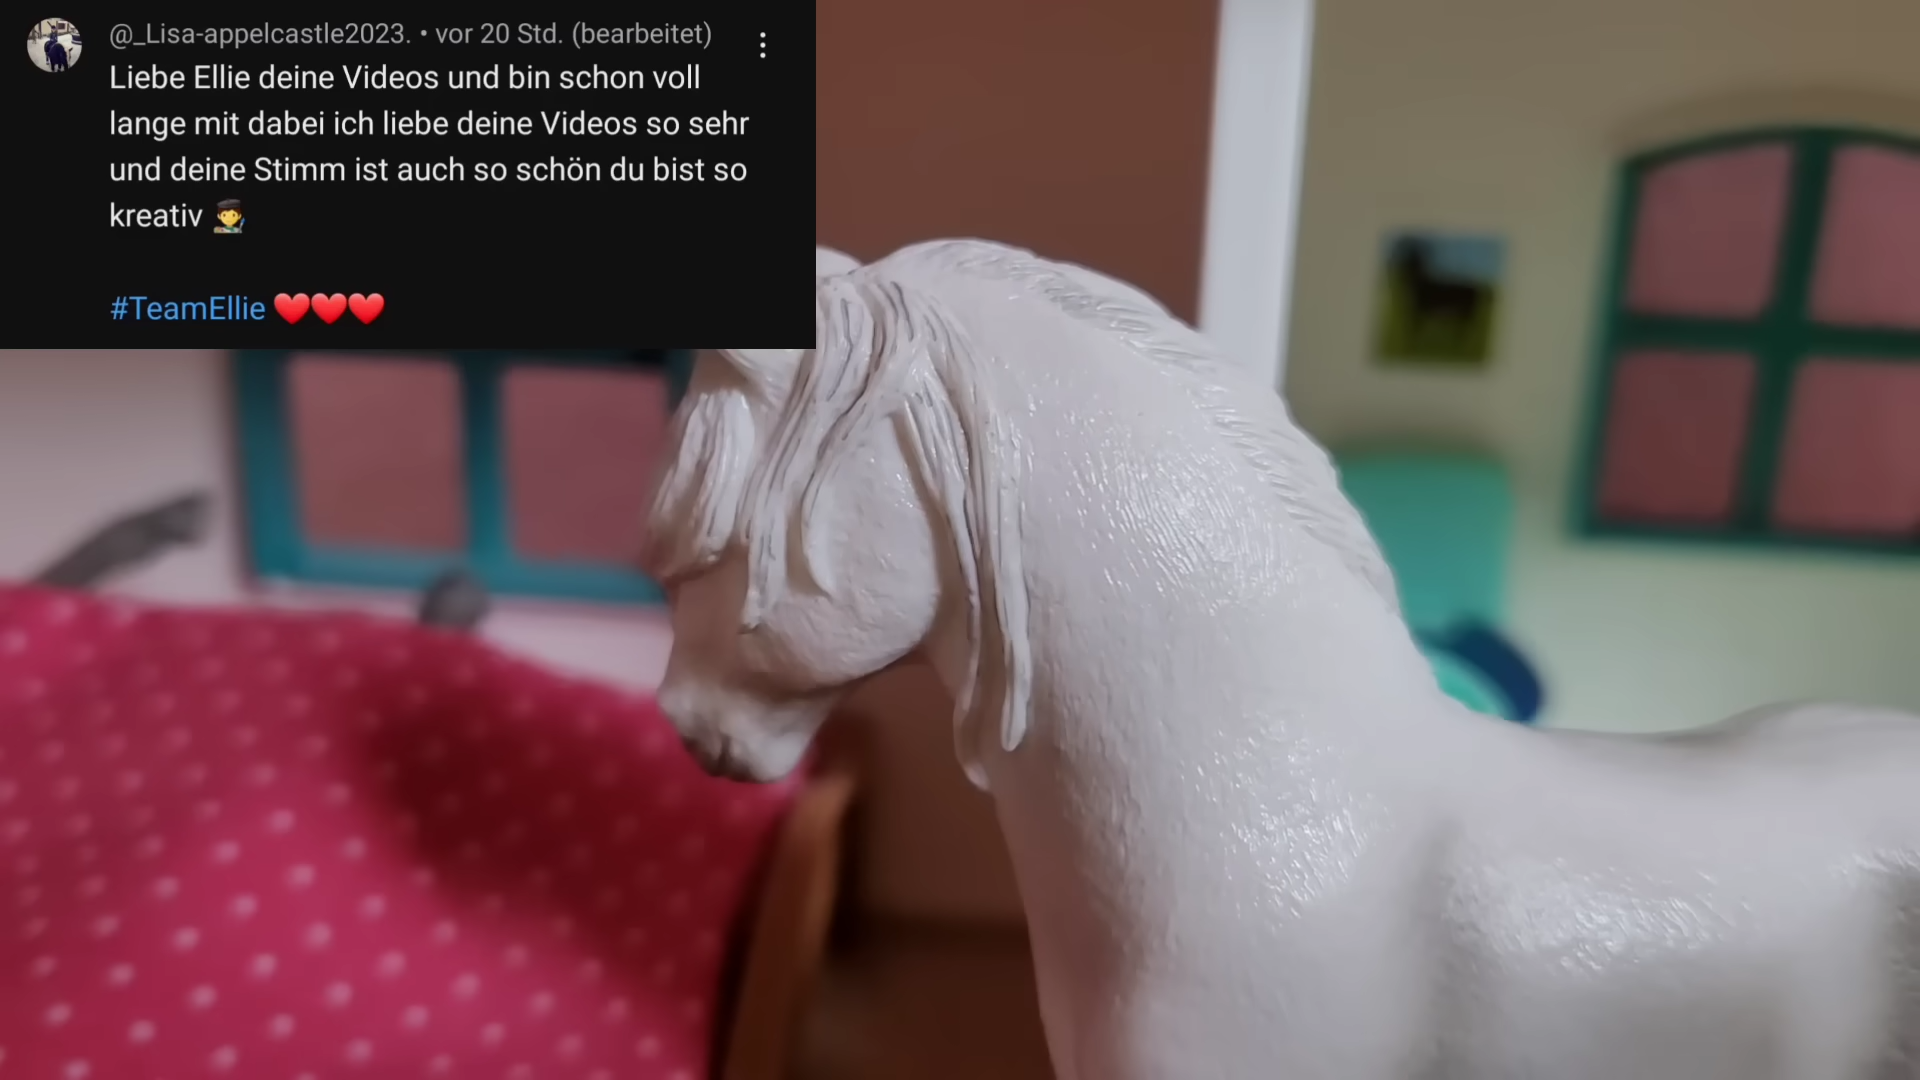 @_Lisa-appelcastle2023. • vor 20 Std. (bearbeitet)
Liebe Ellie deine Videos und bin schon voll
lange mit dabei ich liebe deine Videos so sehr
und deine Stimm ist auch so schön du bist so
kreativ 🧑‍🎨
#TeamEllie ❤️❤️❤️